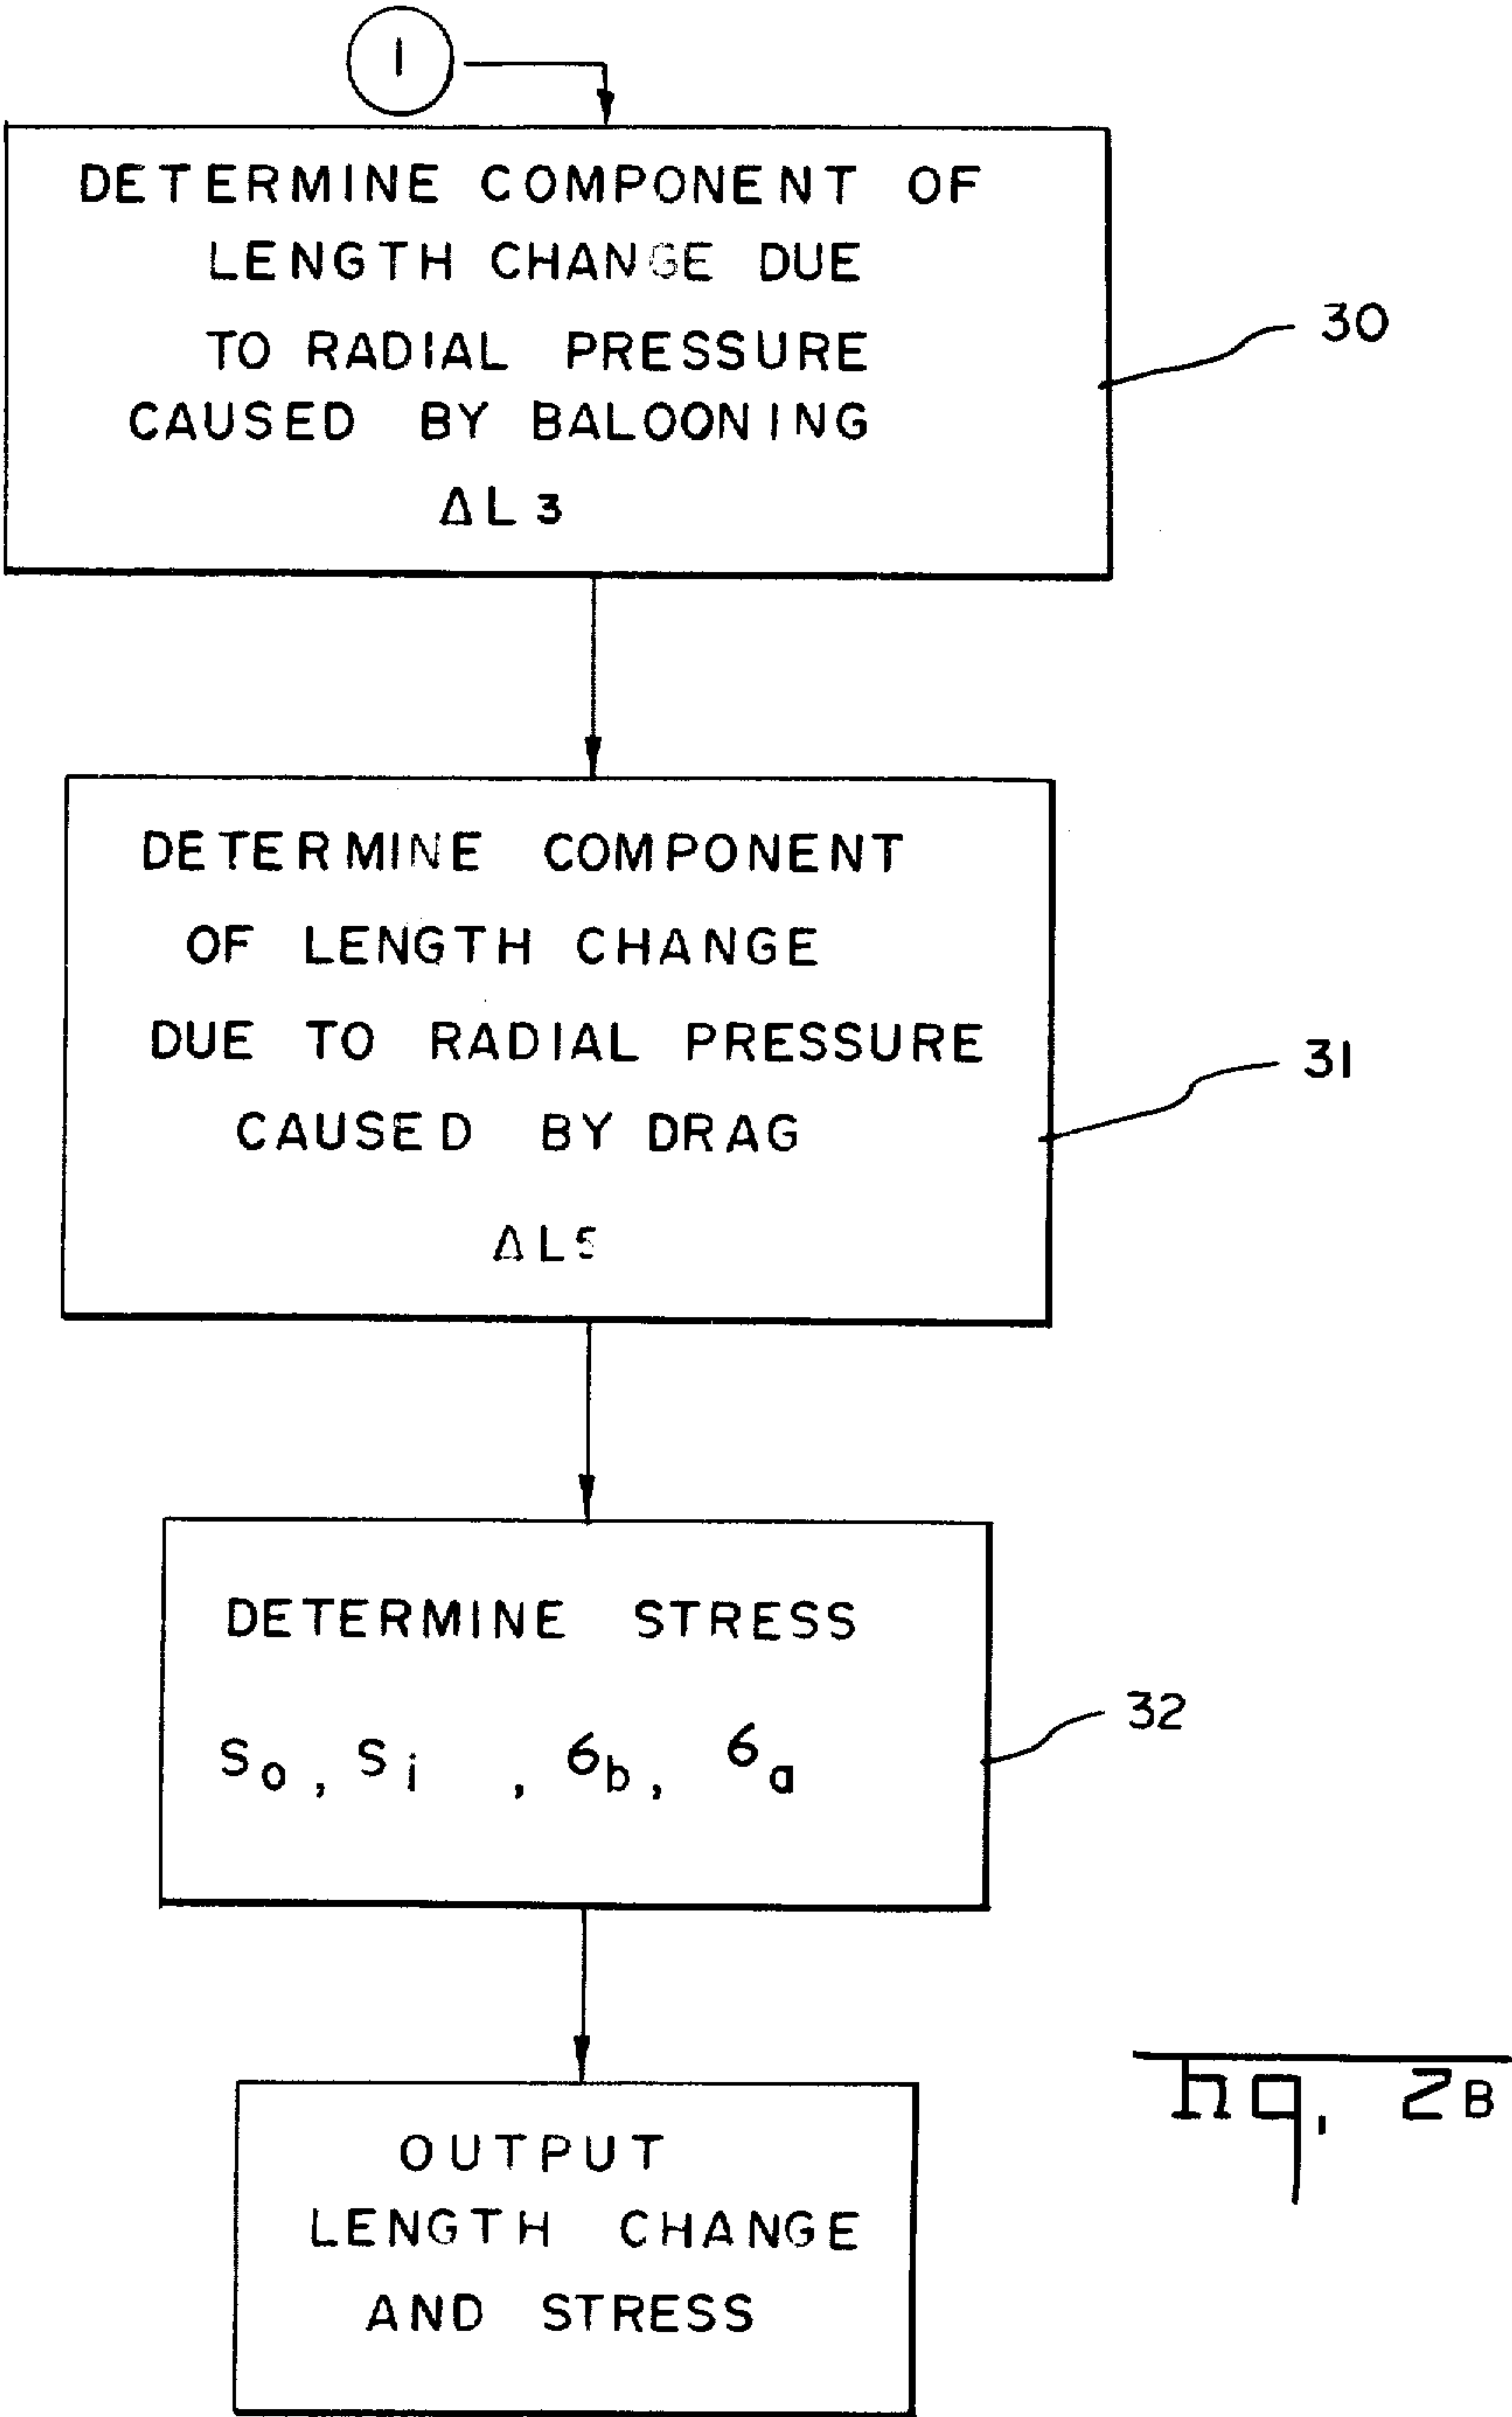 1
DETERMINE COMPONENT OF
LENGTH CHANGE DUE
TO RADIAL PRESSURE
CAUSED BY BALOONING
ΔL3
30
DETERMINE COMPONENT
OF LENGTH CHANGE
DUE TO RADIAL PRESSURE
CAUSED BY DRAG
ΔL5
31
DETERMINE STRESS
So, Si , σb, σa
32
OUTPUT
LENGTH CHANGE
AND STRESS
Fig. 2B